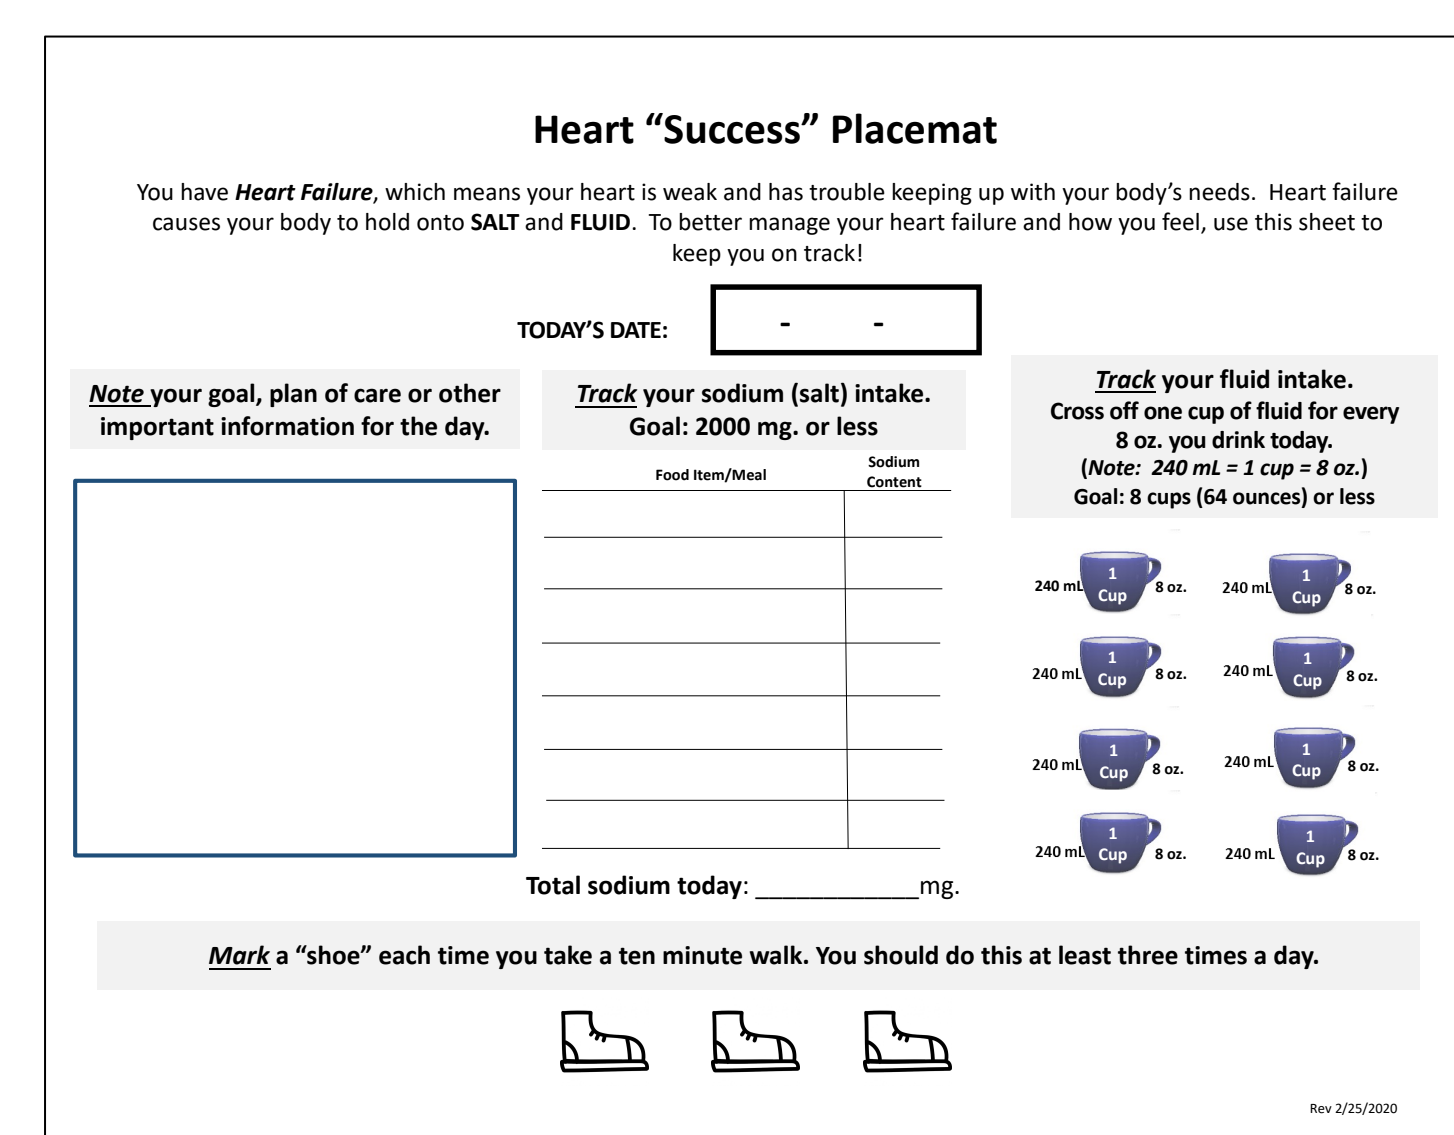 Heart “Success” Placemat
You have Heart Failure, which means your heart is weak and has trouble keeping up with your body’s needs.  Heart failure
causes your body to hold onto SALT and FLUID.  To better manage your heart failure and how you feel, use this sheet to
keep you on track!
TODAY’S DATE:
-        -
Note your goal, plan of care or other
important information for the day.
Track your sodium (salt) intake.
Goal: 2000 mg. or less
Food Item/Meal
Sodium
Content
Total sodium today: ____________mg.
Track your fluid intake.
Cross off one cup of fluid for every
8 oz. you drink today.
(Note:  240 mL = 1 cup = 8 oz.)
Goal: 8 cups (64 ounces) or less
240 mL 1 Cup 8 oz.
240 mL 1 Cup 8 oz.
240 mL 1 Cup 8 oz.
240 mL 1 Cup 8 oz.
240 mL 1 Cup 8 oz.
240 mL 1 Cup 8 oz.
240 mL 1 Cup 8 oz.
240 mL 1 Cup 8 oz.
Mark a “shoe” each time you take a ten minute walk. You should do this at least three times a day.
Rev 2/25/2020